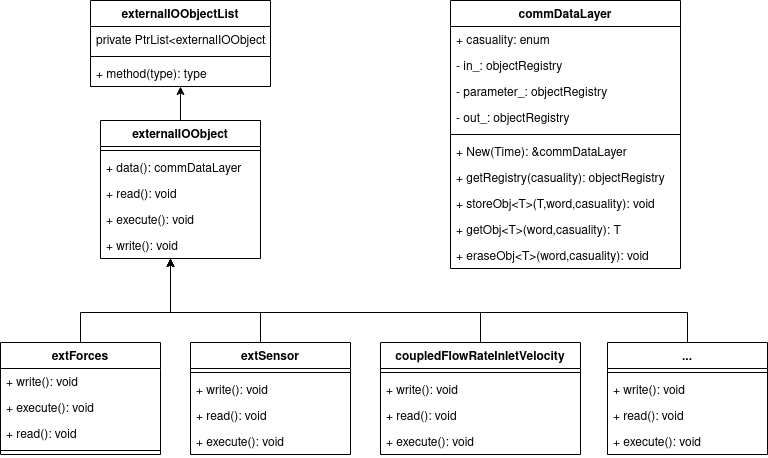 externalIOObjectList
private PtrList<externalIOObject
+ method(type): type
commDataLayer
+ casuality: enum
- in_: objectRegistry
- parameter_: objectRegistry
- out_: objectRegistry
+ New(Time): &commDataLayer
+ getRegistry(casuality): objectRegistry
+ storeObj<T>(T,word,casuality): void
+ getObj<T>(word,casuality): T
+ eraseObj<T>(word,casuality): void
externalIOObject
+ data(): commDataLayer
+ read(): void
+ execute(): void
+ write(): void
extForces
+ write(): void
+ execute(): void
+ read(): void
extSensor
+ write(): void
+ read(): void
+ execute(): void
coupledFlowRateInletVelocity
+ write(): void
+ read(): void
+ execute(): void
...
+ write(): void
+ read(): void
+ execute(): void